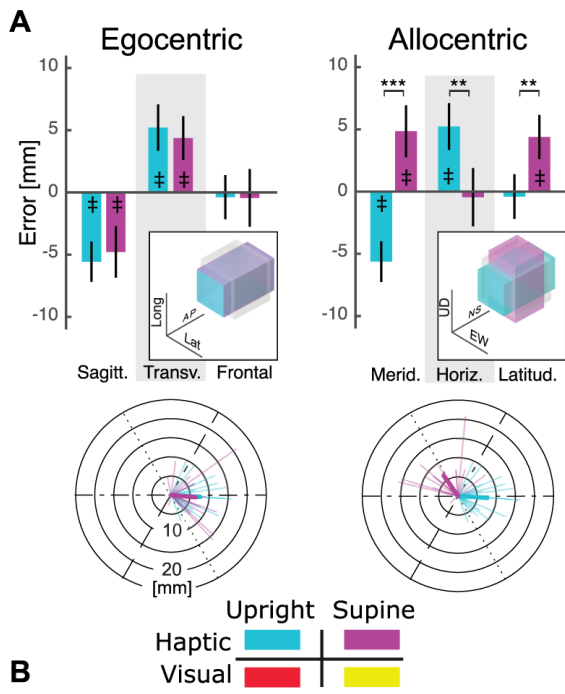 A
Egocentric
Allocentric
Error [mm]
10
5
0
-5
-10
‡ ‡ ‡ ‡
Long
AP
Lat
Sagitt. Transv. Frontal
10
5
0
-5
-10
*** ** **
‡ ‡ ‡ ‡
UD
NS
EW
Merid. Horiz. Latitud.
10
20
[mm]
Upright Supine
Haptic
Visual
B